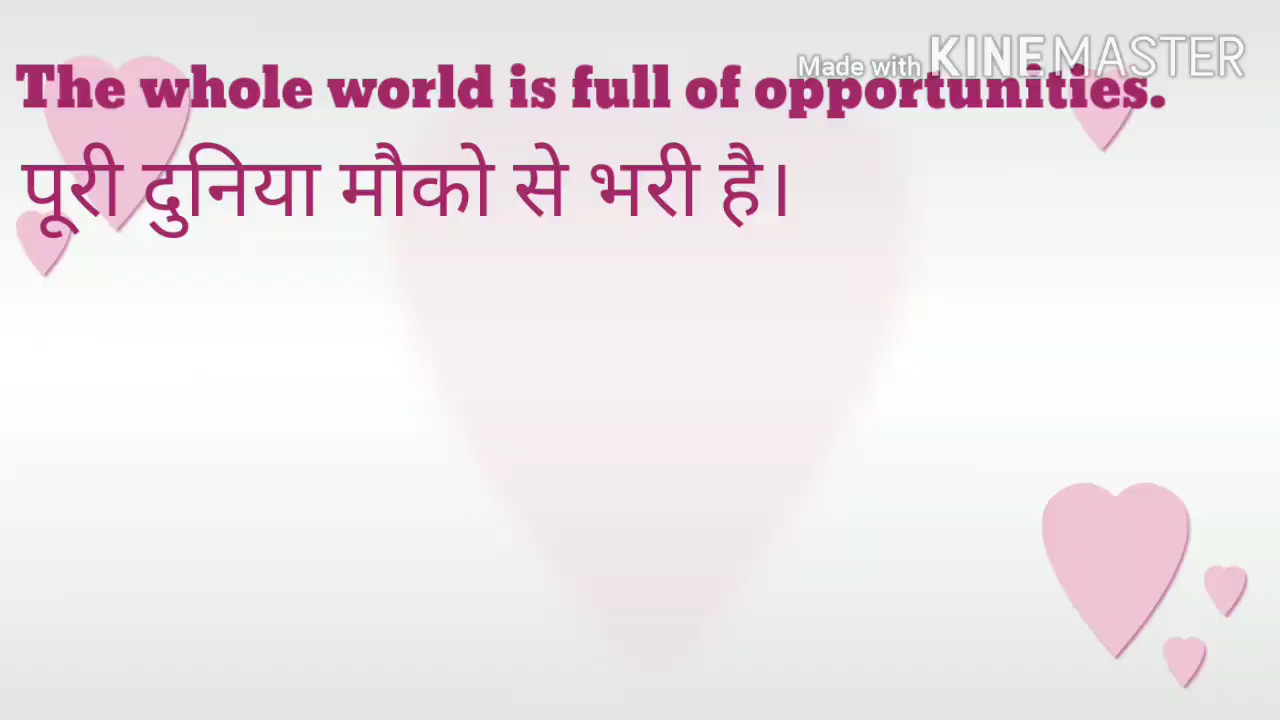 Made with KINEMASTER
The whole world is full of opportunities.
पूरी दुनिया मौको से भरी है।